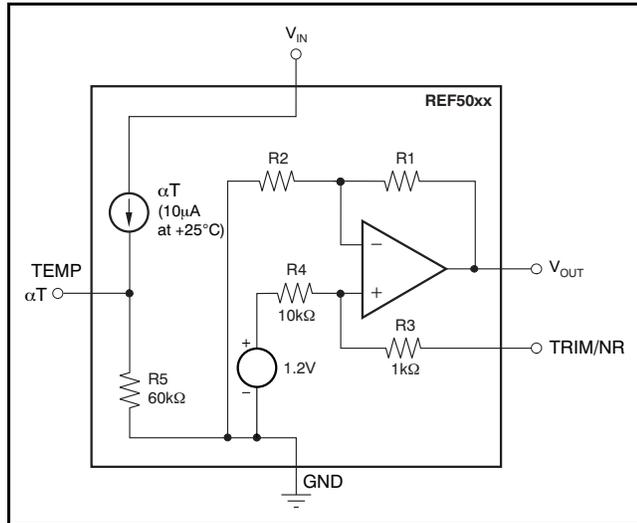 V_IN
REF50xx
R2
R1
αT
(10μA
at +25°C)
−
TEMP
αT
R4
10kΩ
+
V_OUT
R3
1kΩ
TRIM/NR
+
1.2V
−
R5
60kΩ
GND